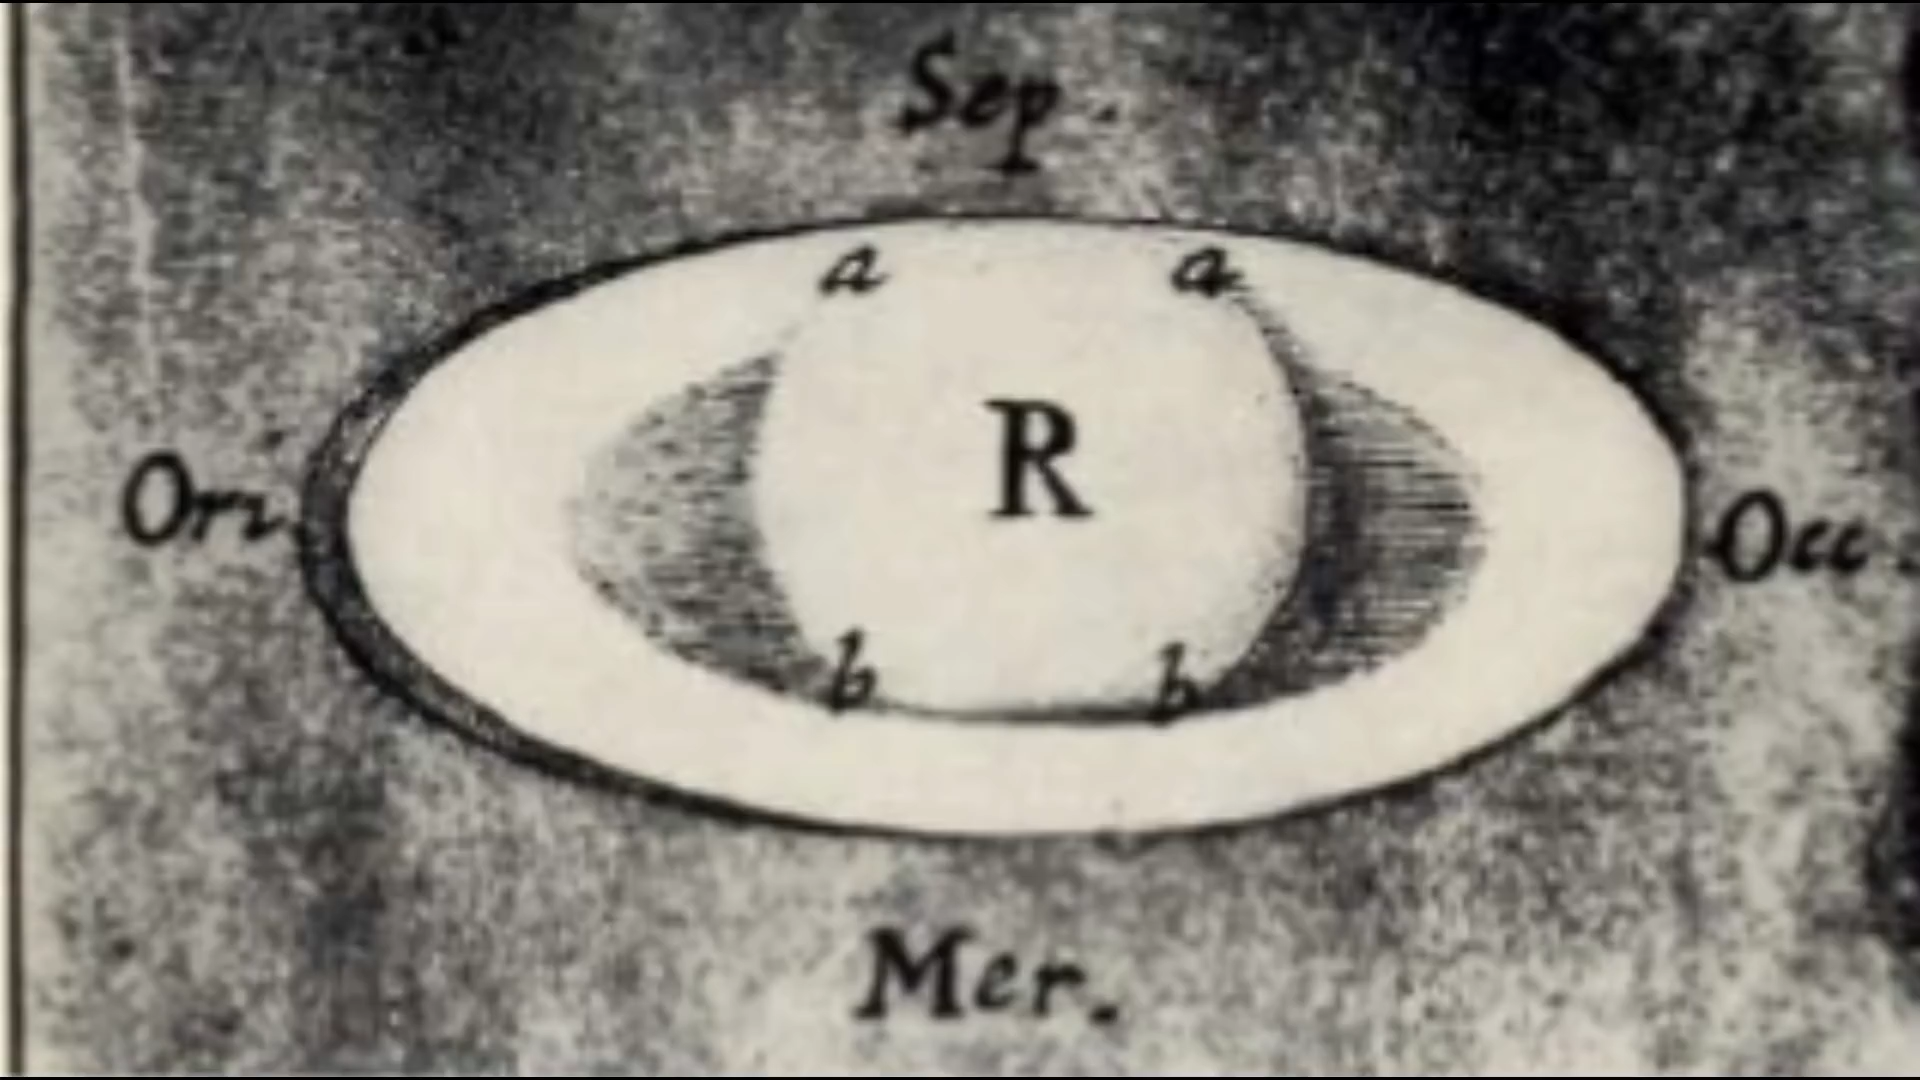 Sep.
a a
R
Ori. Occ.
b b
Mer.